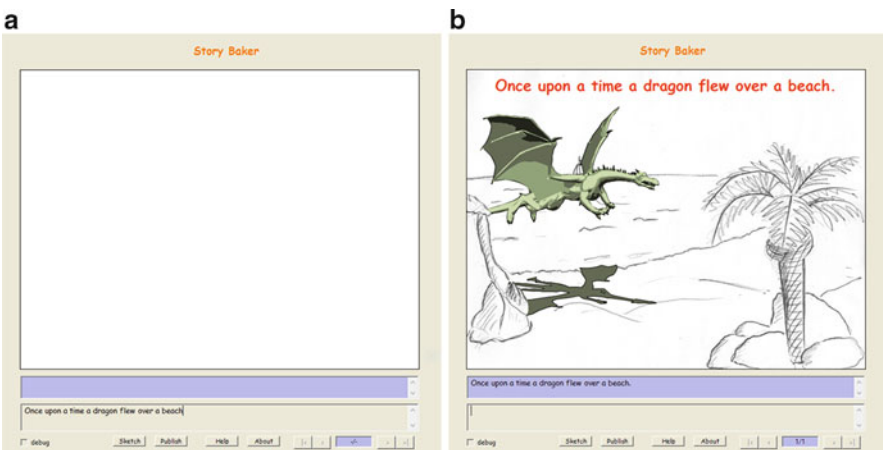 a
Story Baker
Once upon a time a dragon flew over a beach
debug Sketch Publish Help About |< < -/- > >|
b
Story Baker
Once upon a time a dragon flew over a beach.
Once upon a time a dragon flew over a beach.
debug Sketch Publish Help About |< < 1/1 > >|